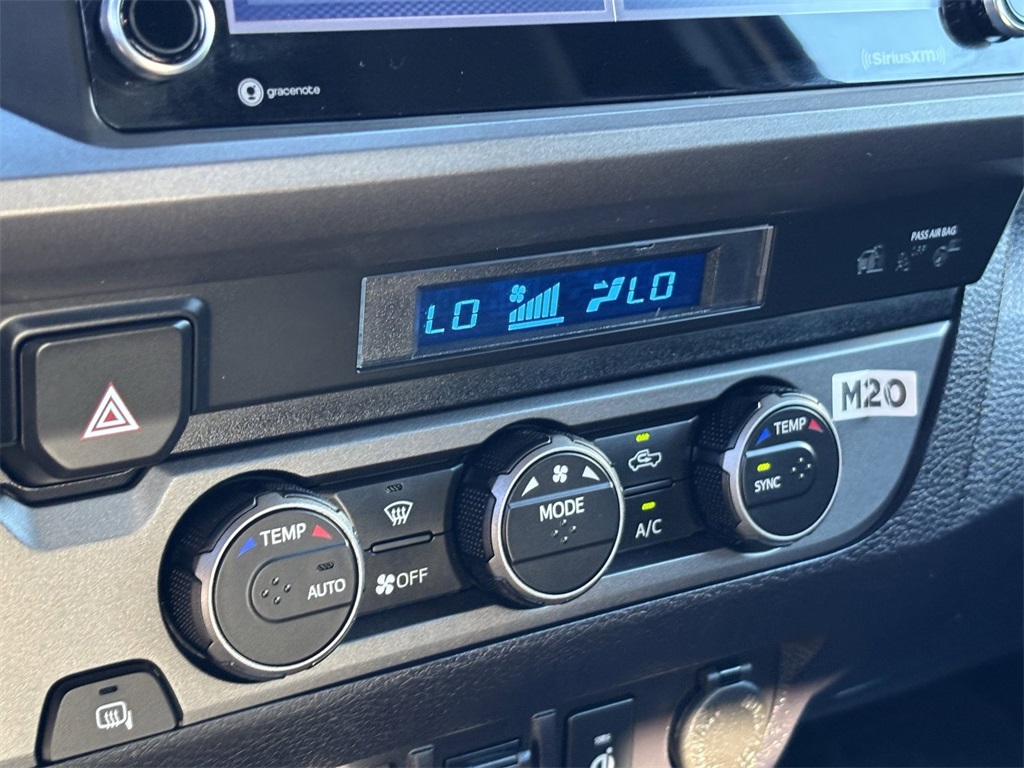 gracenote
SiriusXM
PASS AIR BAG
LO LO
M20
TEMP
AUTO
OFF
MODE
A/C
TEMP
SYNC